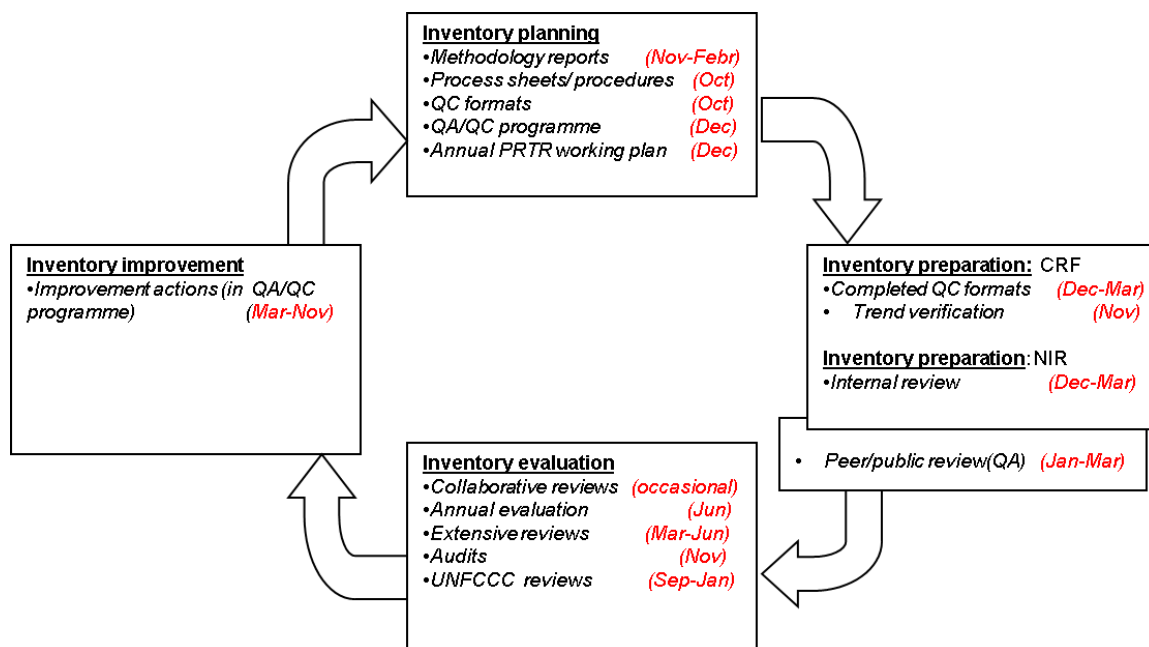 Inventory planning
•Methodology reports (Nov-Febr)
•Process sheets/ procedures (Oct)
•QC formats (Oct)
•QA/QC programme (Dec)
•Annual PRTR working plan (Dec)
Inventory preparation: CRF
•Completed QC formats (Dec-Mar)
• Trend verification (Nov)
Inventory preparation: NIR
•Internal review (Dec-Mar)
• Peer/public review(QA) (Jan-Mar)
Inventory evaluation
•Collaborative reviews (occasional)
•Annual evaluation (Jun)
•Extensive reviews (Mar-Jun)
•Audits (Nov)
•UNFCCC reviews (Sep-Jan)
Inventory improvement
•Improvement actions (in QA/QC
programme) (Mar-Nov)